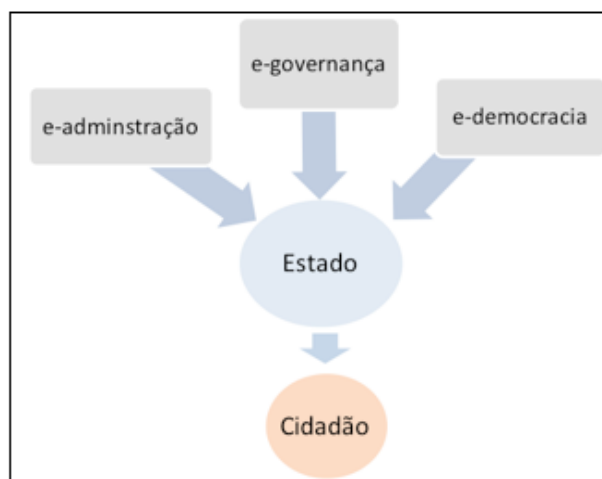 e-governança
e-adminstração
e-democracia
Estado
Cidadão